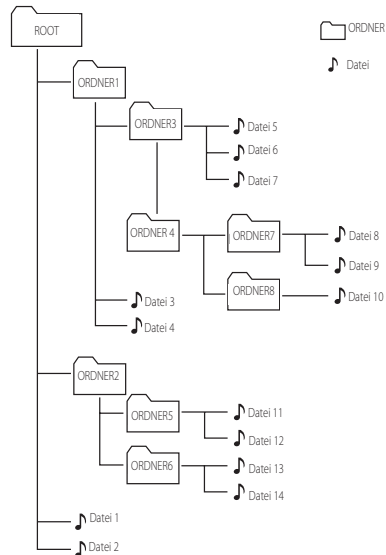 ROOT
ORDNER
Datei
ORDNER1
ORDNER3
Datei 5
Datei 6
Datei 7
ORDNER 4
ORDNER7
Datei 8
Datei 9
ORDNER8
Datei 10
Datei 3
Datei 4
ORDNER2
ORDNER5
Datei 11
Datei 12
ORDNER6
Datei 13
Datei 14
Datei 1
Datei 2